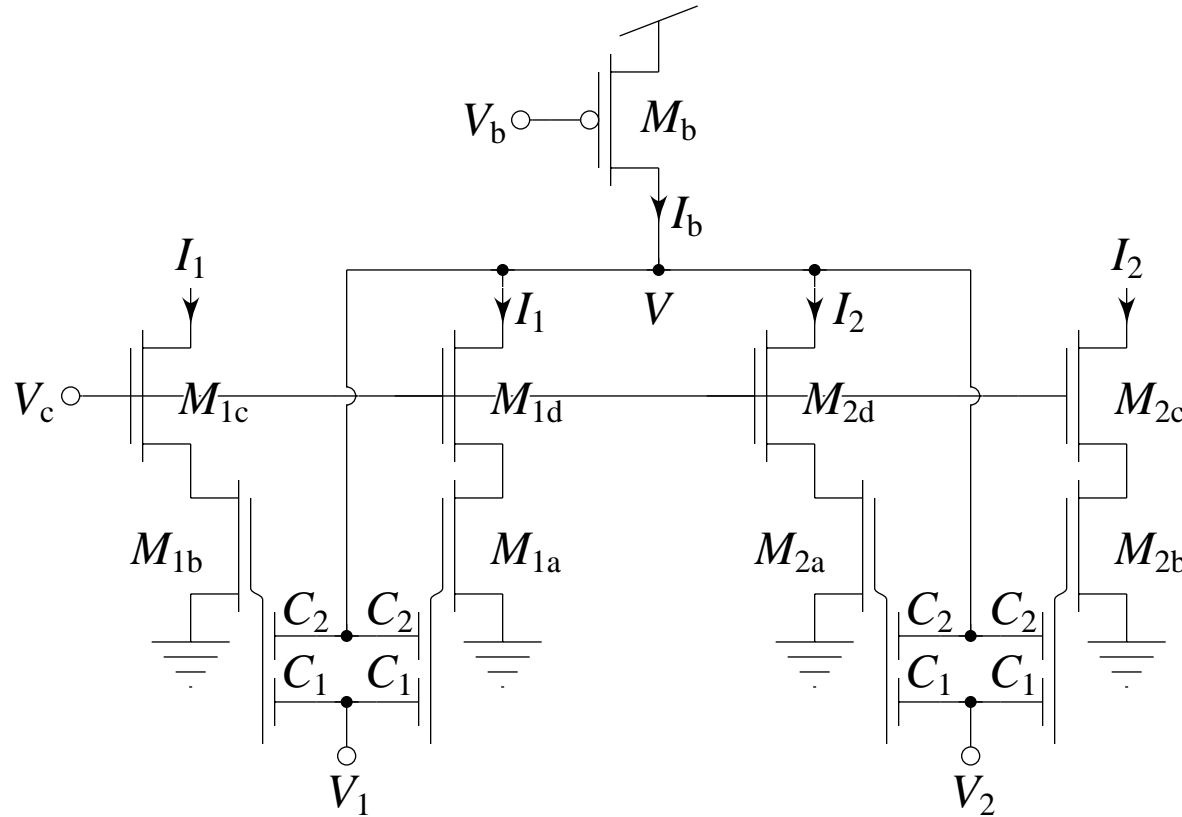 V_b M_b
I_b
I_1 I_1 V I_2 I_2
V_c M_1c M_1d M_2d M_2c
M_1b M_1a M_2a M_2b
C_2 C_2 C_2 C_2
C_1 C_1 C_1 C_1
V_1 V_2